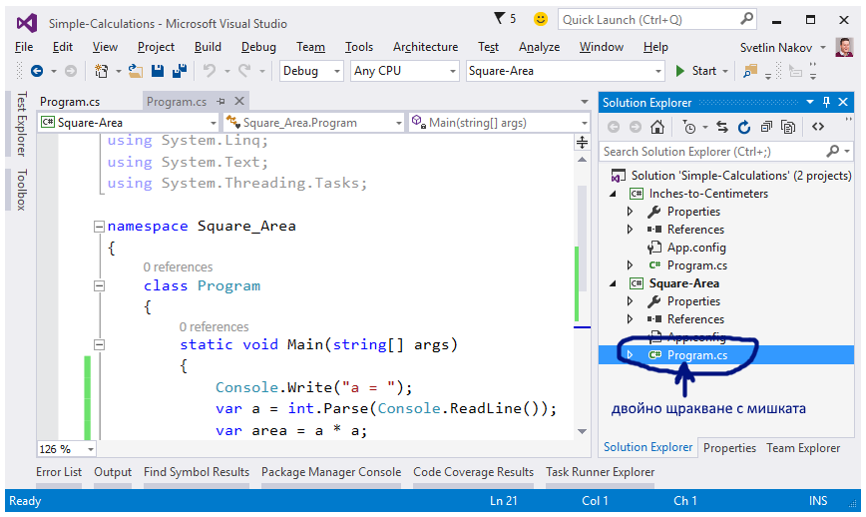 Simple-Calculations - Microsoft Visual Studio
5
Quick Launch (Ctrl+Q)
File Edit View Project Build Debug Team Tools Architecture Test Analyze Window Help
Svetlin Nakov
Debug Any CPU Square-Area Start
Test Explorer
Toolbox
Program.cs Program.cs
C# Square-Area Square_Area.Program Main(string[] args)
using System.Linq;
using System.Text;
using System.Threading.Tasks;
namespace Square_Area
{
0 references
class Program
{
0 references
static void Main(string[] args)
{
Console.Write("a = ");
var a = int.Parse(Console.ReadLine());
var area = a * a;
126 %
Solution Explorer
Search Solution Explorer (Ctrl+;)
Solution 'Simple-Calculations' (2 projects)
C# Inches-to-Centimeters
Properties
References
App.config
C# Program.cs
C# Square-Area
Properties
References
App.config
C# Program.cs
двойно щракване с мишката
Solution Explorer Properties Team Explorer
Error List Output Find Symbol Results Package Manager Console Code Coverage Results Task Runner Explorer
Ready Ln 21 Col 1 Ch 1 INS